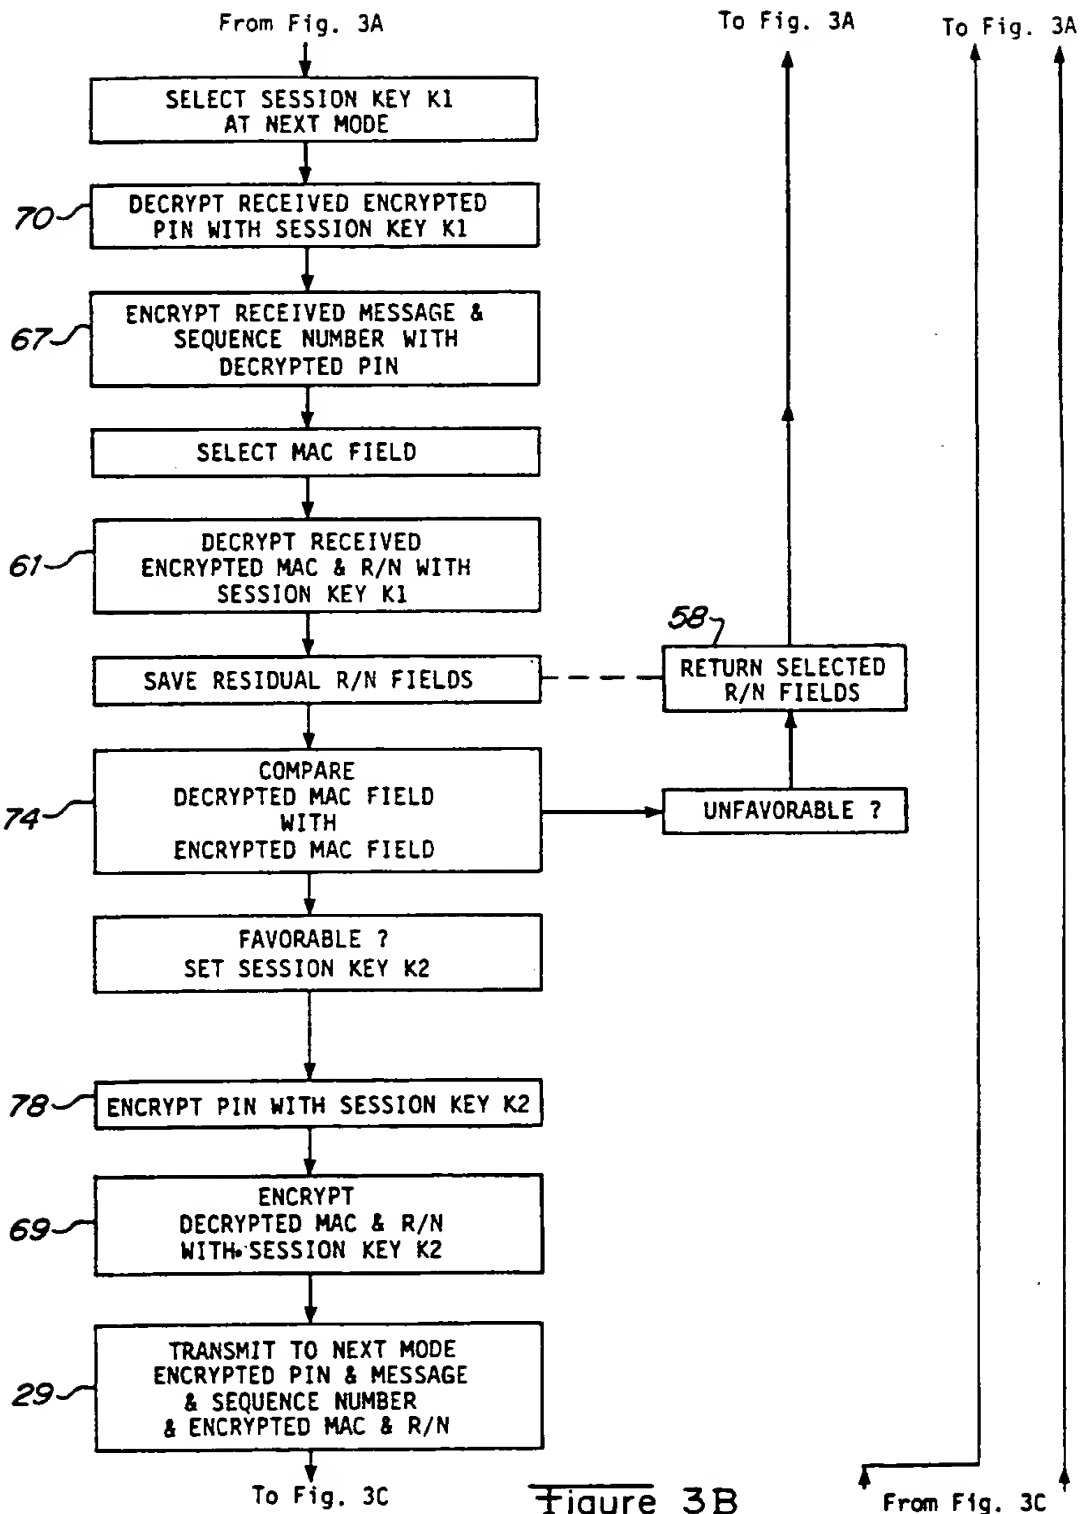 From Fig. 3A
To Fig. 3A
To Fig. 3A
SELECT SESSION KEY K1
AT NEXT MODE
70
DECRYPT RECEIVED ENCRYPTED
PIN WITH SESSION KEY K1
67
ENCRYPT RECEIVED MESSAGE &
SEQUENCE NUMBER WITH
DECRYPTED PIN
SELECT MAC FIELD
61
DECRYPT RECEIVED
ENCRYPTED MAC & R/N WITH
SESSION KEY K1
58
SAVE RESIDUAL R/N FIELDS
RETURN SELECTED
R/N FIELDS
74
COMPARE
DECRYPTED MAC FIELD
WITH
ENCRYPTED MAC FIELD
UNFAVORABLE ?
FAVORABLE ?
SET SESSION KEY K2
78
ENCRYPT PIN WITH SESSION KEY K2
69
ENCRYPT
DECRYPTED MAC & R/N
WITH SESSION KEY K2
29
TRANSMIT TO NEXT MODE
ENCRYPTED PIN & MESSAGE
& SEQUENCE NUMBER
& ENCRYPTED MAC & R/N
To Fig. 3C
Figure 3B
From Fig. 3C